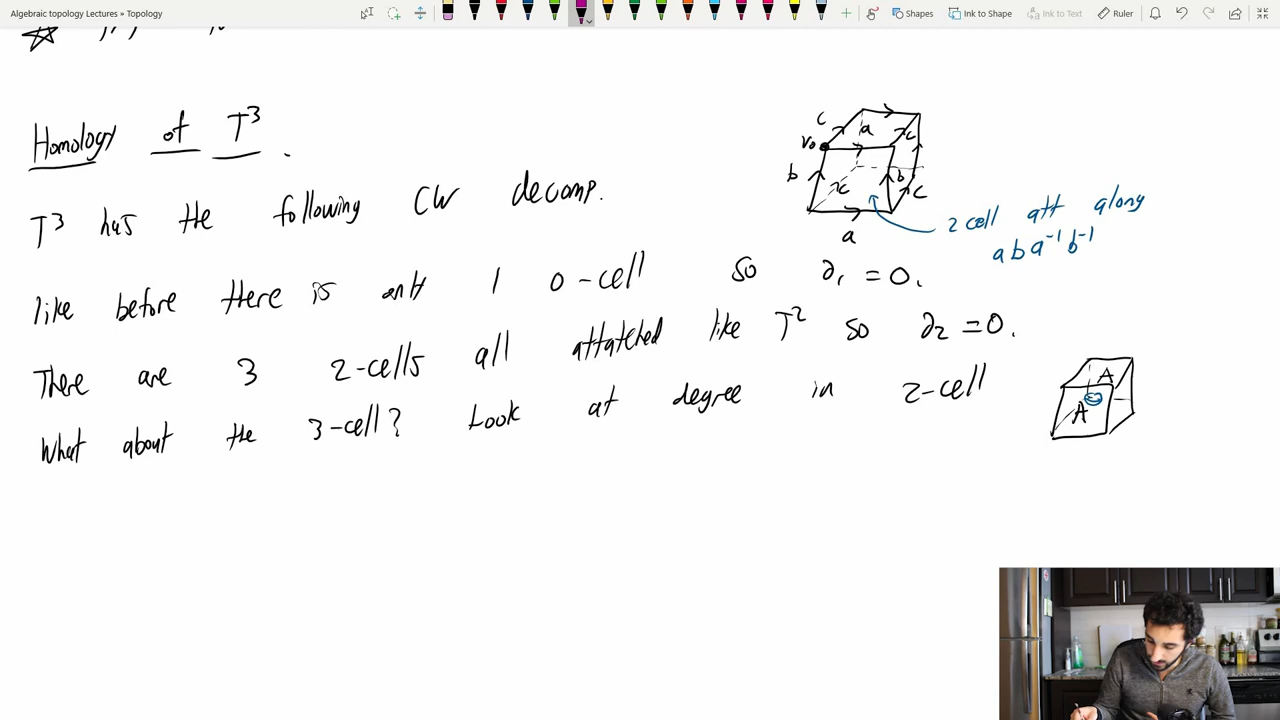 Algebraic topology Lectures » Topology
Shapes
Ink to Shape
Ink to Text
Ruler
Homology of T³.
T³ has the following CW decomp.
like before there is only 1 0-cell so ∂₁ = 0.
There are 3 2-cells all attatched like T² so ∂₂ = 0.
What about the 3-cell? Look at degree in 2-cell
c
a
c
v₀
b
c
b
c
a
2 cell att along
a b a⁻¹ b⁻¹
A
A